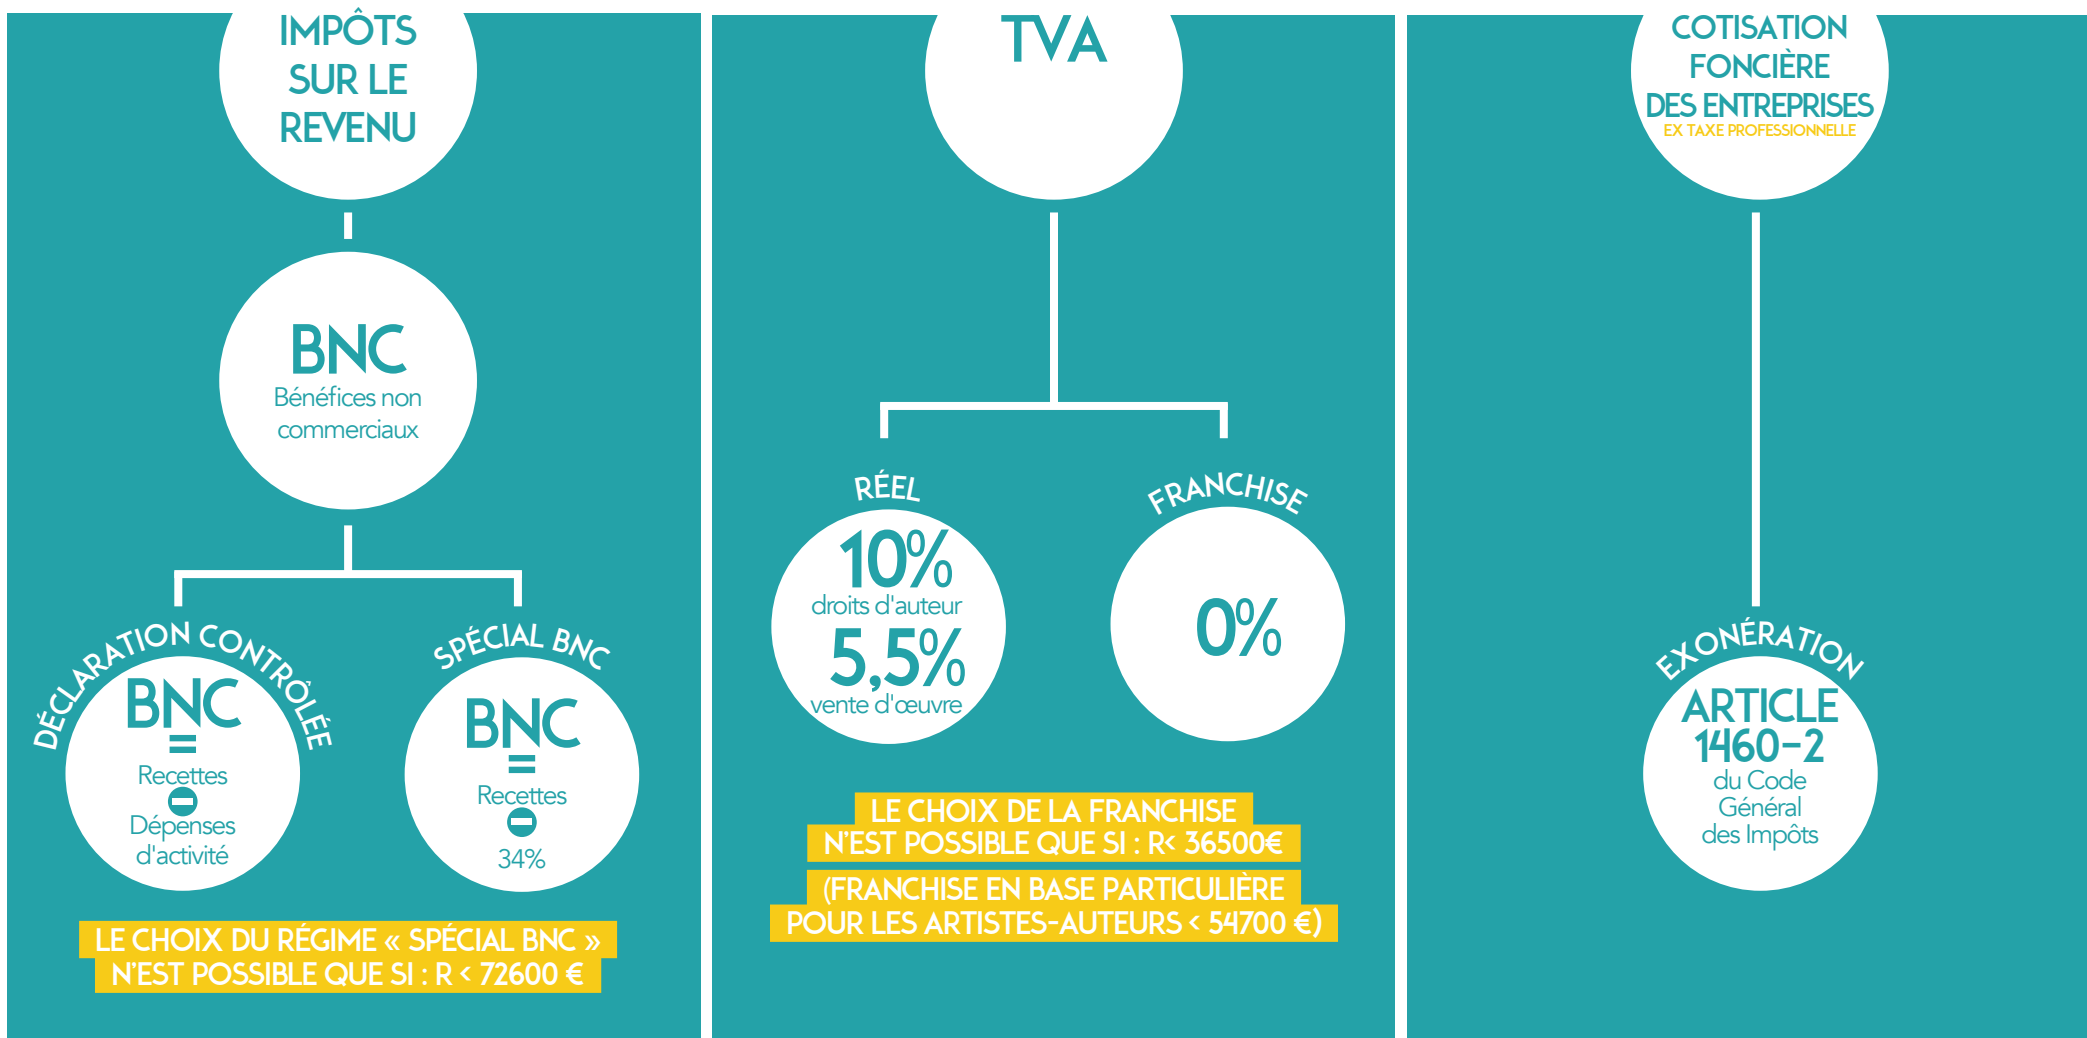 IMPÔTS
SUR LE
REVENU
BNC
Bénéfices non
commerciaux
DÉCLARATION CONTRÔLÉE
BNC
=
Recettes
-
Dépenses
d'activité
SPÉCIAL BNC
BNC
=
Recettes
-
34%
LE CHOIX DU RÉGIME « SPÉCIAL BNC »
N'EST POSSIBLE QUE SI : R < 72600 €
TVA
RÉEL
10%
droits d'auteur
5,5%
vente d'œuvre
FRANCHISE
0%
LE CHOIX DE LA FRANCHISE
N'EST POSSIBLE QUE SI : R< 36500€
(FRANCHISE EN BASE PARTICULIÈRE
POUR LES ARTISTES-AUTEURS < 54700 €)
COTISATION
FONCIÈRE
DES ENTREPRISES
EX TAXE PROFESSIONNELLE
EXONÉRATION
ARTICLE
1460-2
du Code
Général
des Impôts